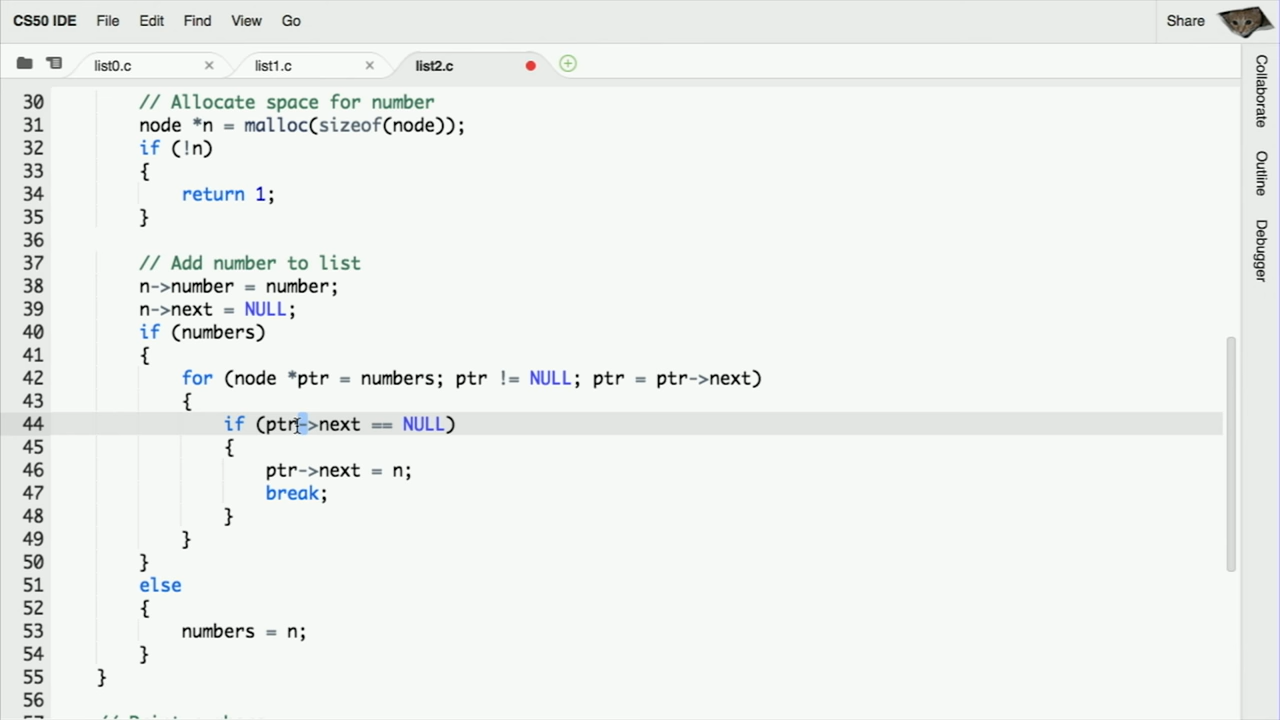 CS50 IDE File Edit Find View Go Share
list0.c × list1.c × list2.c
30 // Allocate space for number
31 node *n = malloc(sizeof(node));
32 if (!n)
33 {
34 return 1;
35 }
36
37 // Add number to list
38 n->number = number;
39 n->next = NULL;
40 if (numbers)
41 {
42 for (node *ptr = numbers; ptr != NULL; ptr = ptr->next)
43 {
44 if (ptr->next == NULL)
45 {
46 ptr->next = n;
47 break;
48 }
49 }
50 }
51 else
52 {
53 numbers = n;
54 }
55 }
56
Collaborate
Outline
Debugger